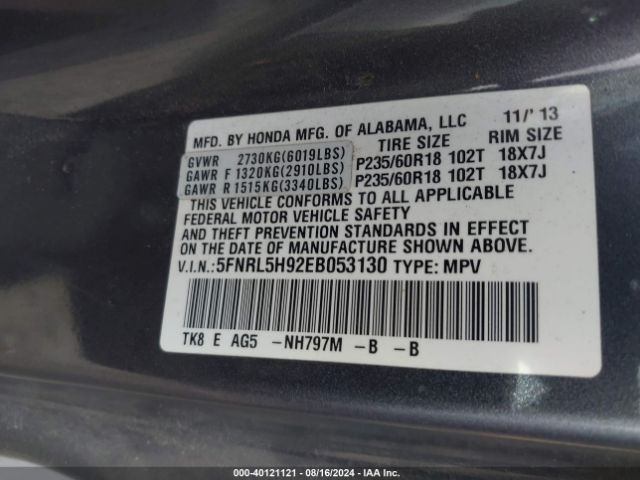 MFD. BY HONDA MFG. OF ALABAMA, LLC 11/'13
TIRE SIZE RIM SIZE
GVWR 2730KG(6019LBS)
GAWR F 1320KG(2910LBS) P235/60R18 102T 18X7J
GAWR R 1515KG(3340LBS) P235/60R18 102T 18X7J
THIS VEHICLE CONFORMS TO ALL APPLICABLE
FEDERAL MOTOR VEHICLE SAFETY
AND THEFT PREVENTION STANDARDS IN EFFECT
ON THE DATE OF MANUFACTURE SHOWN ABOVE.
V.I.N.:5FNRL5H92EB053130 TYPE: MPV
TK8 E AG5 -NH797M -B -B
000-40121121 - 08/16/2024 - IAA Inc.